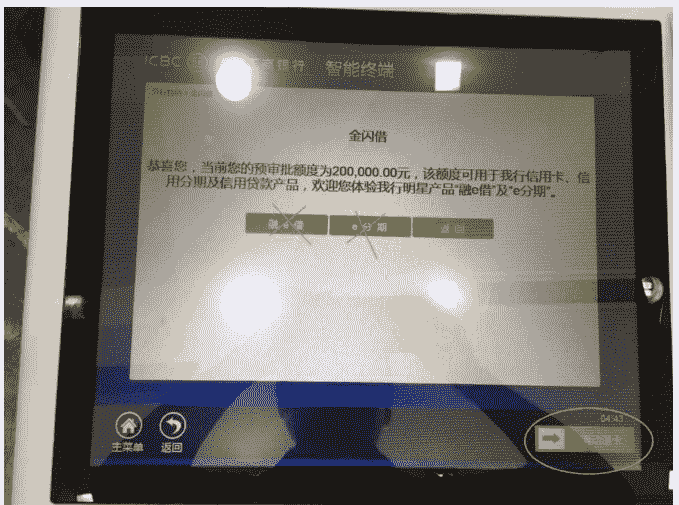 ICBC 智能终端
金闪借
恭喜您，当前您的预审批额度为200,000.00元，该额度可用于我行信用卡、信
用分期及信用贷款产品，欢迎您体验我行明星产品“融e借”及“e分期”。
融 e 借 e 分 期 返 回
04:43
主菜单 返回